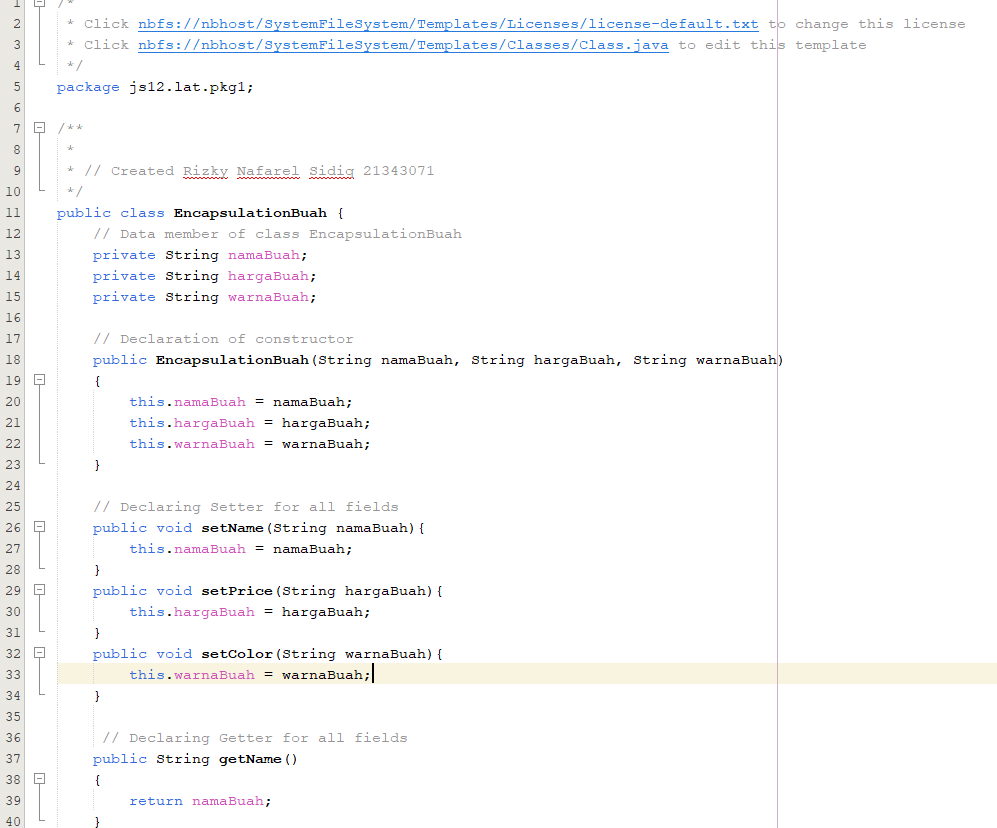 1 /*
2 * Click nbfs://nbhost/SystemFileSystem/Templates/Licenses/license-default.txt to change this license
3 * Click nbfs://nbhost/SystemFileSystem/Templates/Classes/Class.java to edit this template
4 */
5 package js12.lat.pkg1;
6
7 /**
8 *
9 * // Created Rizky Nafarel Sidiq 21343071
10 */
11 public class EncapsulationBuah {
12 // Data member of class EncapsulationBuah
13 private String namaBuah;
14 private String hargaBuah;
15 private String warnaBuah;
16
17 // Declaration of constructor
18 public EncapsulationBuah(String namaBuah, String hargaBuah, String warnaBuah)
19 {
20 this.namaBuah = namaBuah;
21 this.hargaBuah = hargaBuah;
22 this.warnaBuah = warnaBuah;
23 }
24
25 // Declaring Setter for all fields
26 public void setName(String namaBuah){
27 this.namaBuah = namaBuah;
28 }
29 public void setPrice(String hargaBuah){
30 this.hargaBuah = hargaBuah;
31 }
32 public void setColor(String warnaBuah){
33 this.warnaBuah = warnaBuah;
34 }
35
36 // Declaring Getter for all fields
37 public String getName()
38 {
39 return namaBuah;
40 }